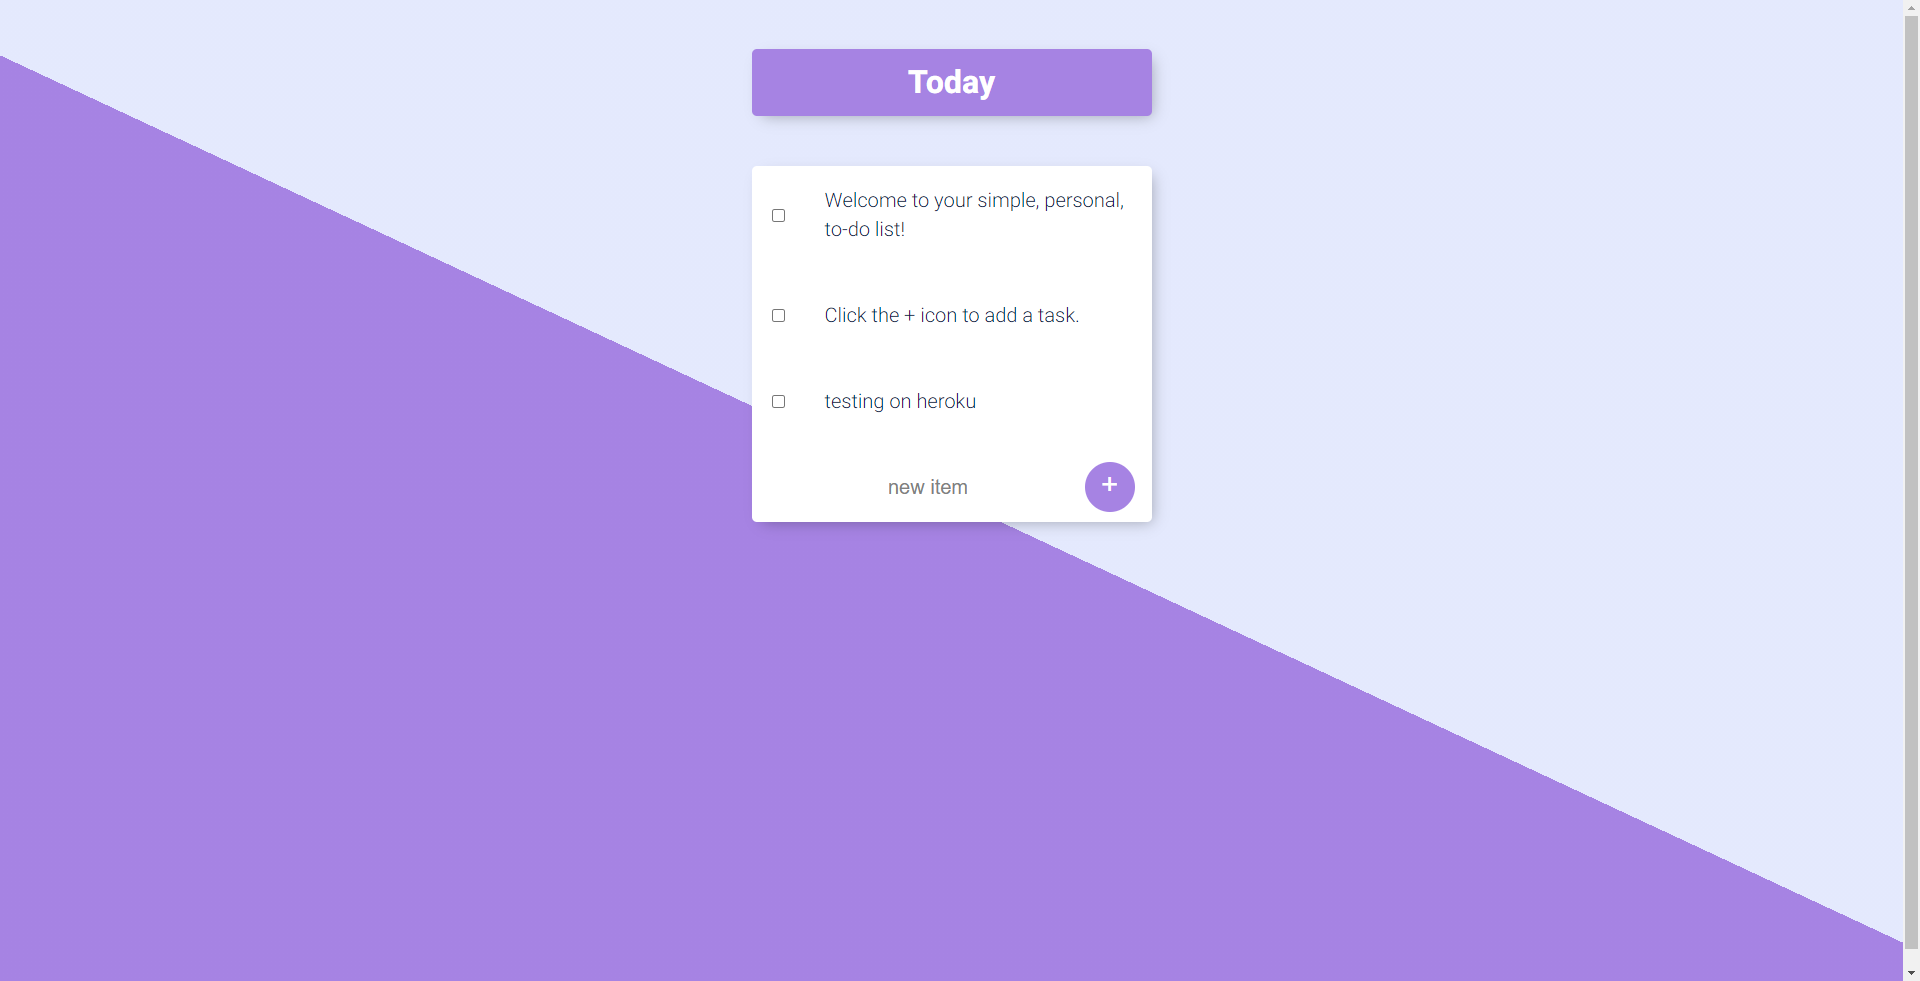 Today
Welcome to your simple, personal,
to-do list!
Click the + icon to add a task.
testing on heroku
new item
+